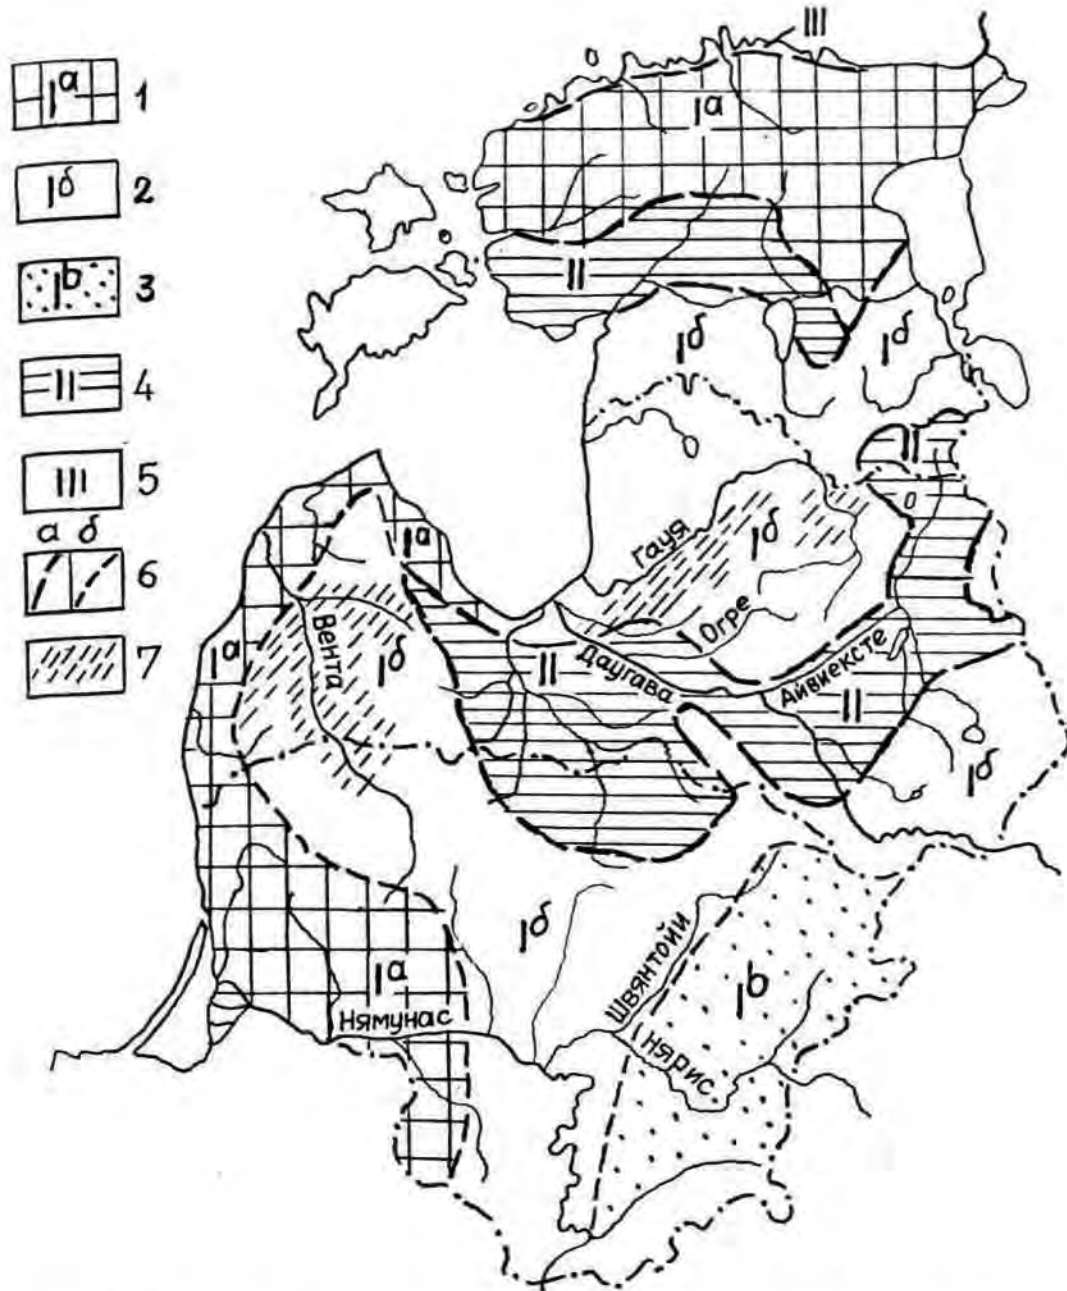 Iа 1
Iб 2
Iв 3
II 4
III 5
а б
6
7
III
Iа
II
Iб
Iб
II
Гауя
Iб
Iа
Огре
Вента
Iа
Iб
II
Даугава
Айвиексте
II
Iб
Iб
Швянтойи
Iа
Iв
Нямунас
Нярис